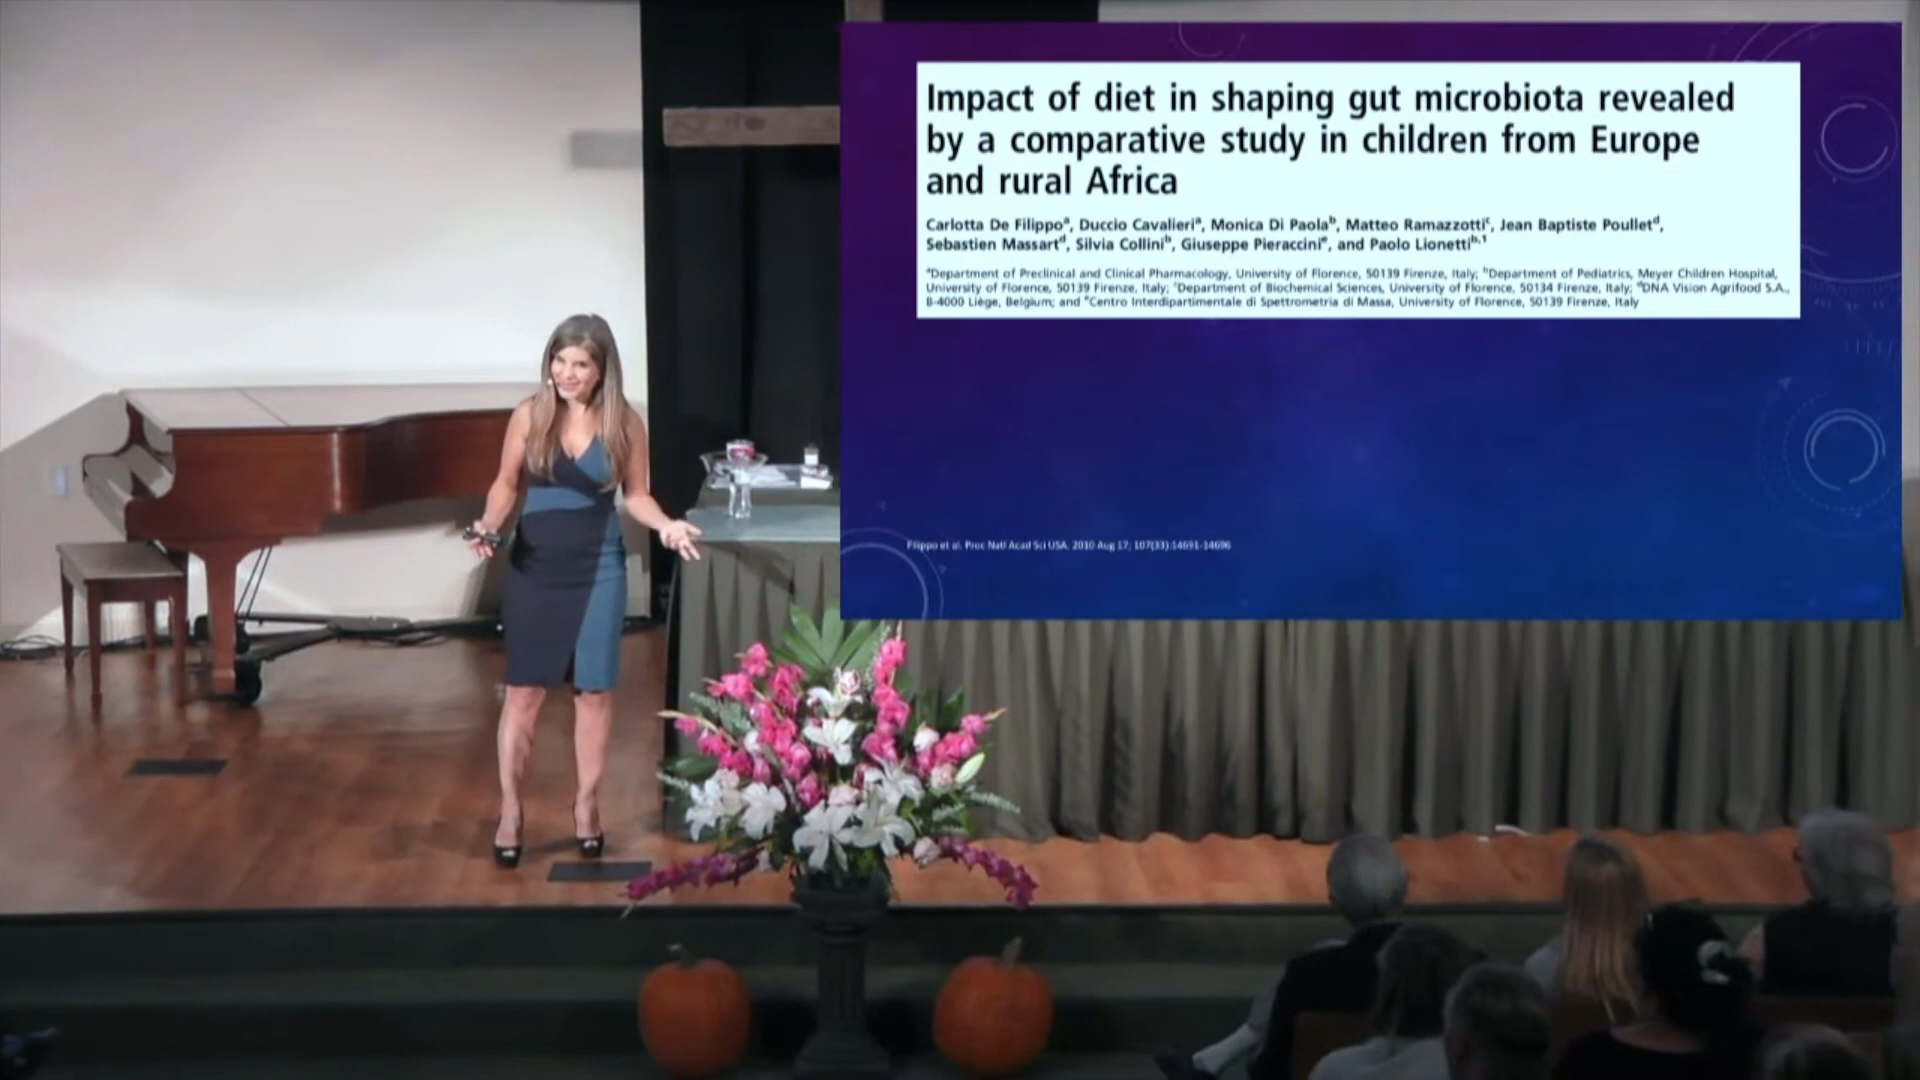 Impact of diet in shaping gut microbiota revealed
by a comparative study in children from Europe
and rural Africa
Carlotta De Filippoᵃ, Duccio Cavalieriᵃ, Monica Di Paolaᵇ, Matteo Ramazzottiᶜ, Jean Baptiste Poulletᵈ,
Sebastien Massartᵈ, Silvia Colliniᵇ, Giuseppe Pieracciniᵉ, and Paolo Lionettiᵇ,¹
ᵃDepartment of Preclinical and Clinical Pharmacology, University of Florence, 50139 Firenze, Italy; ᵇDepartment of Pediatrics, Meyer Children Hospital,
University of Florence, 50139 Firenze, Italy; ᶜDepartment of Biochemical Sciences, University of Florence, 50134 Firenze, Italy; ᵈDNA Vision Agrifood S.A.,
B-4000 Liège, Belgium; and ᵉCentro Interdipartimentale di Spettrometria di Massa, University of Florence, 50139 Firenze, Italy
Filippo et al. Proc Natl Acad Sci USA. 2010 Aug 17; 107(33):14691-14696